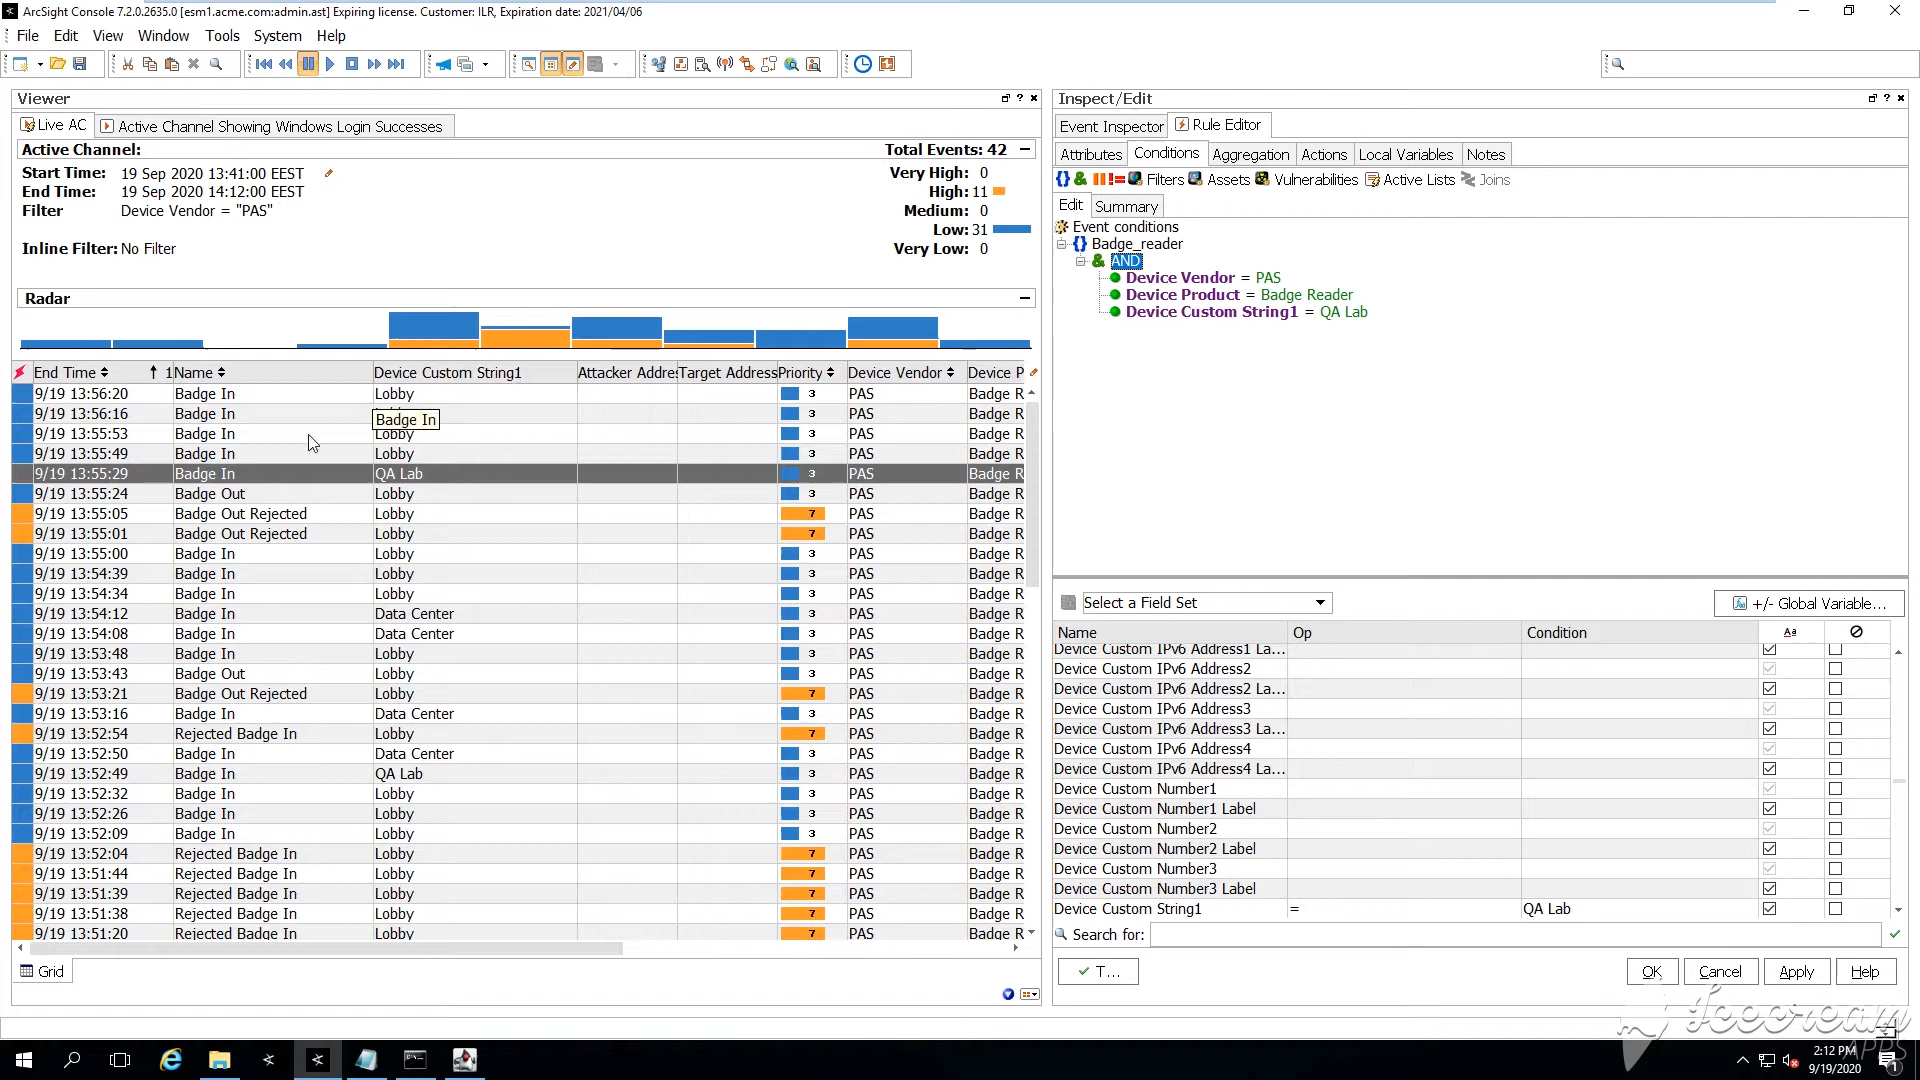 ArcSight Console 7.2.0.2635.0 [esm1.acme.com:admin.ast] Expiring license. Customer: ILR, Expiration date: 2021/04/06
File Edit View Window Tools System Help
Viewer
Live AC Active Channel Showing Windows Login Successes
Active Channel: Total Events: 42
Start Time: 19 Sep 2020 13:41:00 EEST Very High: 0
End Time: 19 Sep 2020 14:12:00 EEST High: 11
Filter Device Vendor = "PAS" Medium: 0
Low: 31
Inline Filter: No Filter Very Low: 0
Radar
End Time 1 Name Device Custom String1 Attacker Addre Target Address Priority Device Vendor Device P
9/19 13:56:20 Badge In Lobby 3 PAS Badge R
9/19 13:56:16 Badge In 3 PAS Badge R
Badge In
9/19 13:55:53 Badge In Lobby 3 PAS Badge R
9/19 13:55:49 Badge In Lobby 3 PAS Badge R
9/19 13:55:29 Badge In QA Lab 3 PAS Badge R
9/19 13:55:24 Badge Out Lobby 3 PAS Badge R
9/19 13:55:05 Badge Out Rejected Lobby 7 PAS Badge R
9/19 13:55:01 Badge Out Rejected Lobby 7 PAS Badge R
9/19 13:55:00 Badge In Lobby 3 PAS Badge R
9/19 13:54:39 Badge In Lobby 3 PAS Badge R
9/19 13:54:34 Badge In Lobby 3 PAS Badge R
9/19 13:54:12 Badge In Data Center 3 PAS Badge R
9/19 13:54:08 Badge In Data Center 3 PAS Badge R
9/19 13:53:48 Badge In Lobby 3 PAS Badge R
9/19 13:53:43 Badge Out Lobby 3 PAS Badge R
9/19 13:53:21 Badge Out Rejected Lobby 7 PAS Badge R
9/19 13:53:16 Badge In Data Center 3 PAS Badge R
9/19 13:52:54 Rejected Badge In Lobby 7 PAS Badge R
9/19 13:52:50 Badge In Data Center 3 PAS Badge R
9/19 13:52:49 Badge In QA Lab 3 PAS Badge R
9/19 13:52:32 Badge In Lobby 3 PAS Badge R
9/19 13:52:26 Badge In Lobby 3 PAS Badge R
9/19 13:52:09 Badge In Lobby 3 PAS Badge R
9/19 13:52:04 Rejected Badge In Lobby 7 PAS Badge R
9/19 13:51:44 Rejected Badge In Lobby 7 PAS Badge R
9/19 13:51:39 Rejected Badge In Lobby 7 PAS Badge R
9/19 13:51:38 Rejected Badge In Lobby 7 PAS Badge R
9/19 13:51:20 Rejected Badge In Lobby 7 PAS Badge R
Grid
Inspect/Edit
Event Inspector Rule Editor
Attributes Conditions Aggregation Actions Local Variables Notes
Filters Assets Vulnerabilities Active Lists Joins
Edit Summary
Event conditions
Badge_reader
AND
Device Vendor = PAS
Device Product = Badge Reader
Device Custom String1 = QA Lab
Select a Field Set +/- Global Variable...
Name Op Condition Aa
Device Custom IPv6 Address1 La...
Device Custom IPv6 Address2
Device Custom IPv6 Address2 La...
Device Custom IPv6 Address3
Device Custom IPv6 Address3 La...
Device Custom IPv6 Address4
Device Custom IPv6 Address4 La...
Device Custom Number1
Device Custom Number1 Label
Device Custom Number2
Device Custom Number2 Label
Device Custom Number3
Device Custom Number3 Label
Device Custom String1 = QA Lab
Search for:
T... OK Cancel Apply Help
Icecream
APPS
2:12 PM
9/19/2020
1